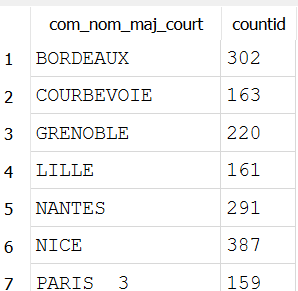 com_nom_maj_court countid
1 BORDEAUX 302
2 COURBEVOIE 163
3 GRENOBLE 220
4 LILLE 161
5 NANTES 291
6 NICE 387
7 PARIS  3 159